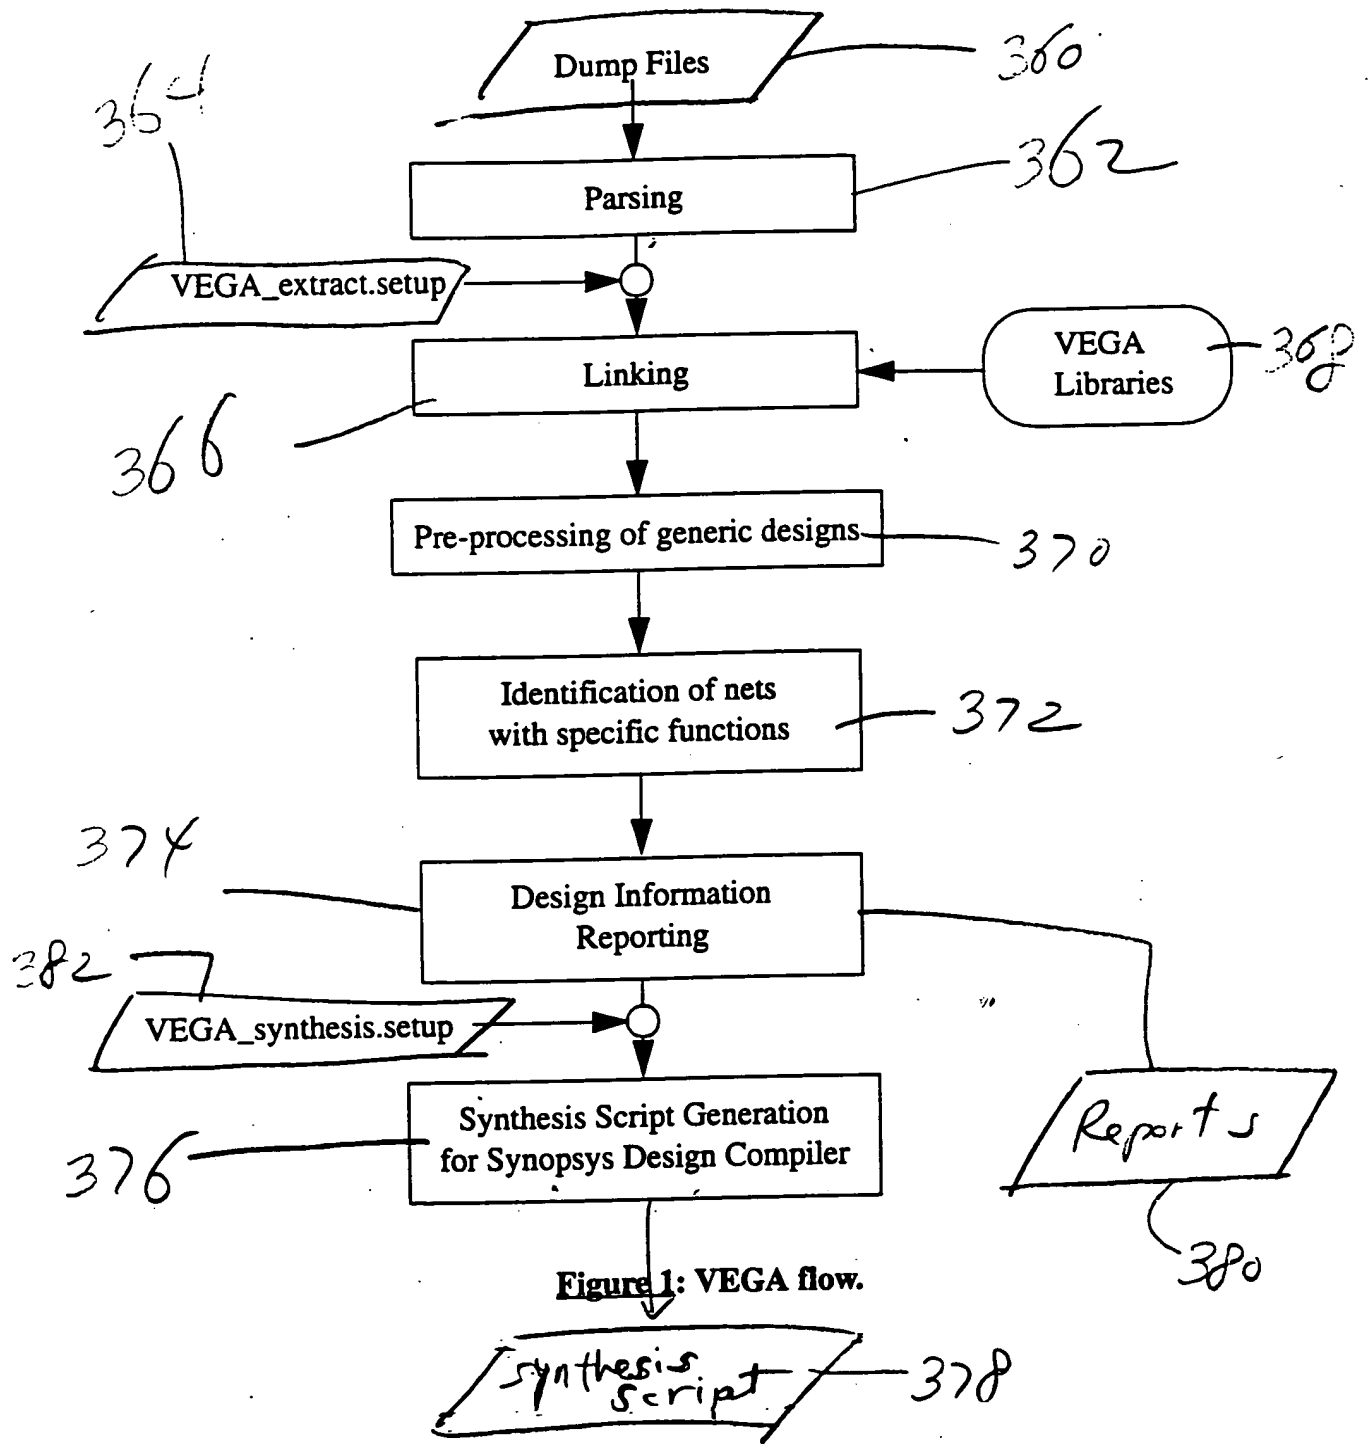 Dump Files
360
364
Parsing
362
VEGA_extract.setup
VEGA
Libraries
368
Linking
366
Pre-processing of generic designs
370
Identification of nets
with specific functions
372
374
Design Information
Reporting
382
VEGA_synthesis.setup
Synthesis Script Generation
for Synopsys Design Compiler
376
Reports
380
Figure 1: VEGA flow.
synthesis
script
378